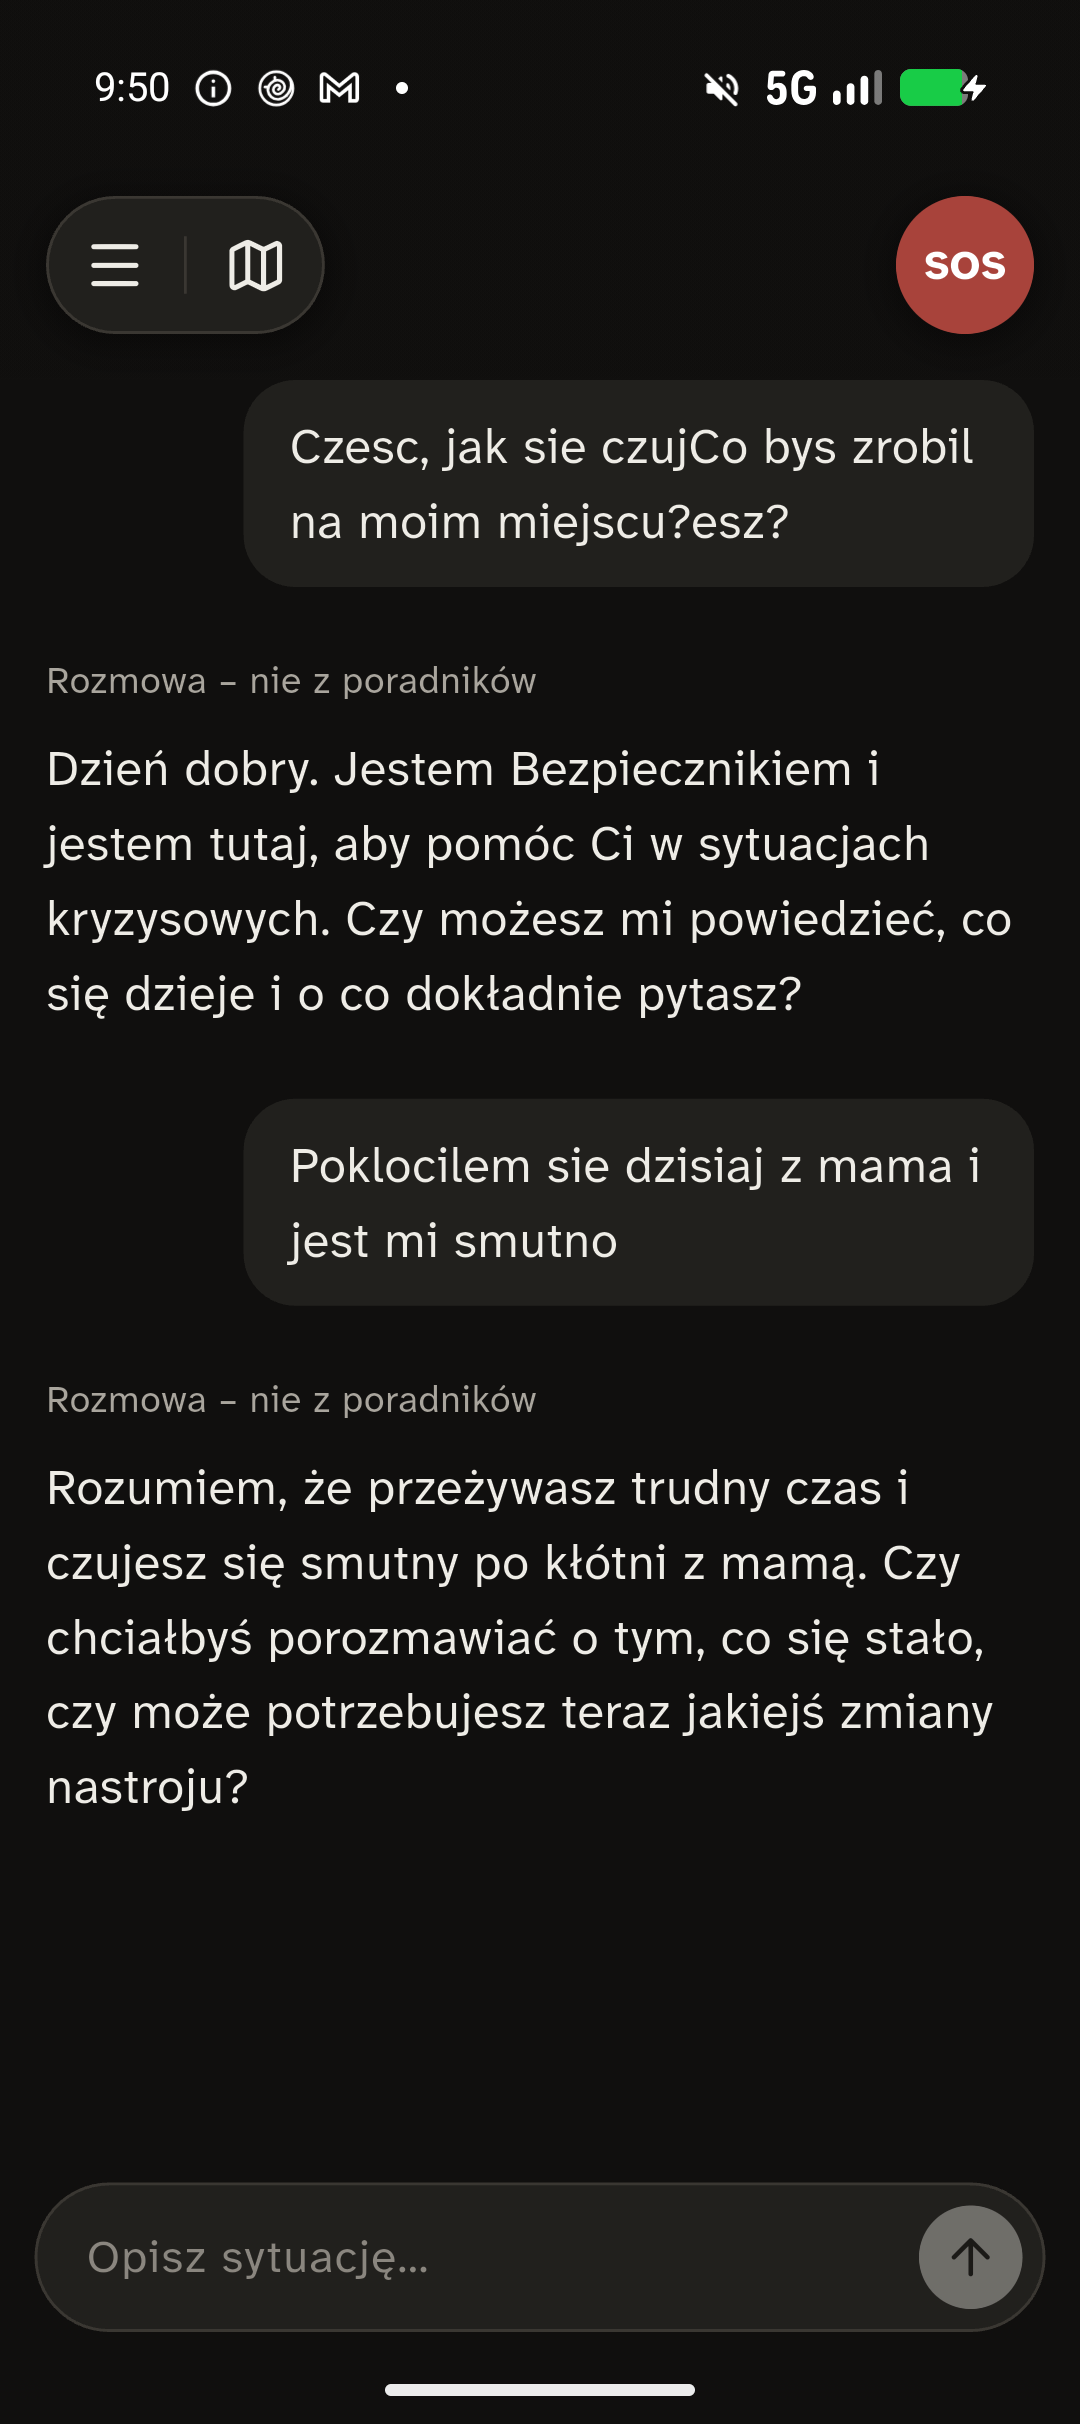 9:50
5G
SOS
Czesc, jak sie czujCo bys zrobil
na moim miejscu?esz?
Rozmowa – nie z poradników
Dzień dobry. Jestem Bezpiecznikiem i
jestem tutaj, aby pomóc Ci w sytuacjach
kryzysowych. Czy możesz mi powiedzieć, co
się dzieje i o co dokładnie pytasz?
Poklocilem sie dzisiaj z mama i
jest mi smutno
Rozmowa – nie z poradników
Rozumiem, że przeżywasz trudny czas i
czujesz się smutny po kłótni z mamą. Czy
chciałbyś porozmawiać o tym, co się stało,
czy może potrzebujesz teraz jakiejś zmiany
nastroju?
Opisz sytuację...